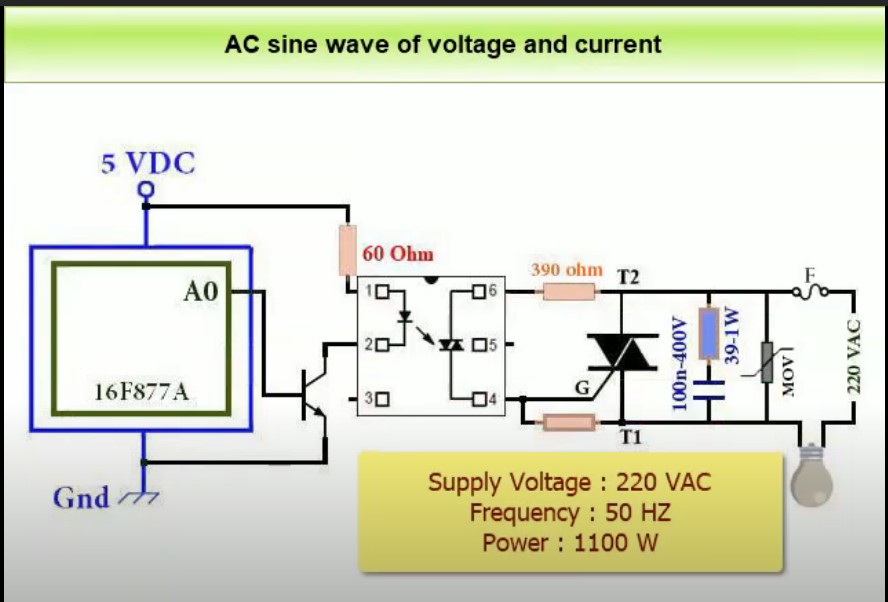 AC sine wave of voltage and current
5 VDC
60 Ohm
A0
16F877A
Gnd
1
2
3
6
5
4
390 ohm
T2
G
T1
100n-400V
39-1W
MOV
F
220 VAC
Supply Voltage : 220 VAC
Frequency : 50 HZ
Power : 1100 W